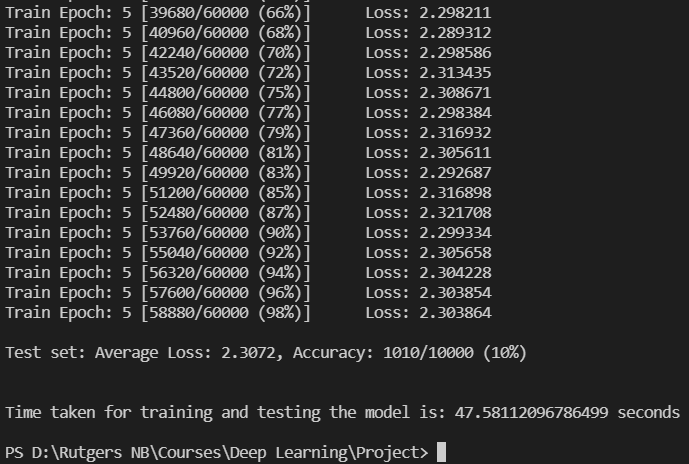 Train Epoch: 5 [39680/60000 (66%)] Loss: 2.298211
Train Epoch: 5 [40960/60000 (68%)] Loss: 2.289312
Train Epoch: 5 [42240/60000 (70%)] Loss: 2.298586
Train Epoch: 5 [43520/60000 (72%)] Loss: 2.313435
Train Epoch: 5 [44800/60000 (75%)] Loss: 2.308671
Train Epoch: 5 [46080/60000 (77%)] Loss: 2.298384
Train Epoch: 5 [47360/60000 (79%)] Loss: 2.316932
Train Epoch: 5 [48640/60000 (81%)] Loss: 2.305611
Train Epoch: 5 [49920/60000 (83%)] Loss: 2.292687
Train Epoch: 5 [51200/60000 (85%)] Loss: 2.316898
Train Epoch: 5 [52480/60000 (87%)] Loss: 2.321708
Train Epoch: 5 [53760/60000 (90%)] Loss: 2.299334
Train Epoch: 5 [55040/60000 (92%)] Loss: 2.305658
Train Epoch: 5 [56320/60000 (94%)] Loss: 2.304228
Train Epoch: 5 [57600/60000 (96%)] Loss: 2.303854
Train Epoch: 5 [58880/60000 (98%)] Loss: 2.303864
Test set: Average Loss: 2.3072, Accuracy: 1010/10000 (10%)
Time taken for training and testing the model is: 47.58112096786499 seconds
PS D:\Rutgers NB\Courses\Deep Learning\Project>